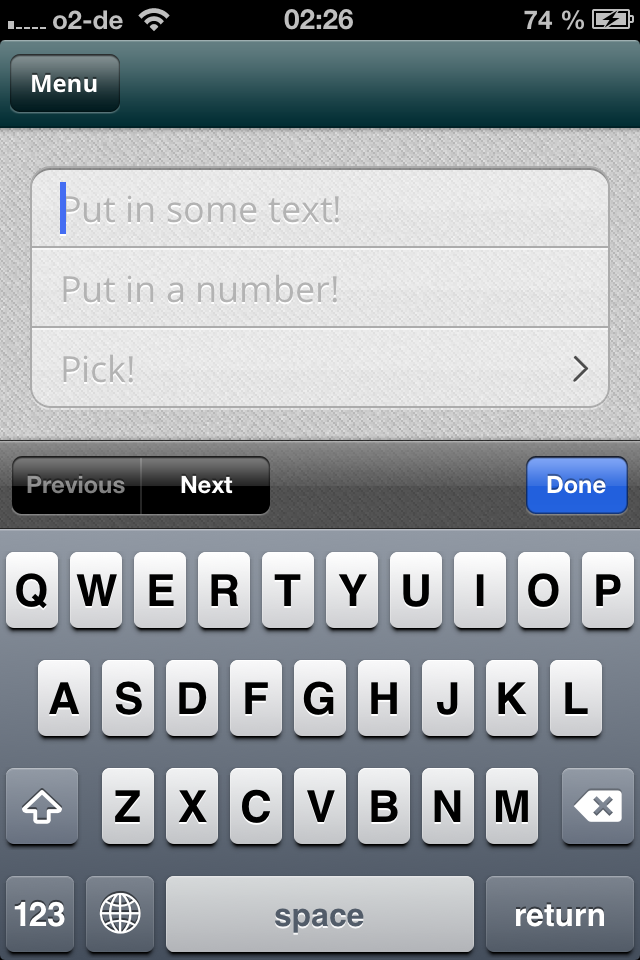 o2-de 02:26 74 %
Menu
Put in some text!
Put in a number!
Pick!
Previous Next Done
Q W E R T Y U I O P
A S D F G H J K L
Z X C V B N M
123 space return